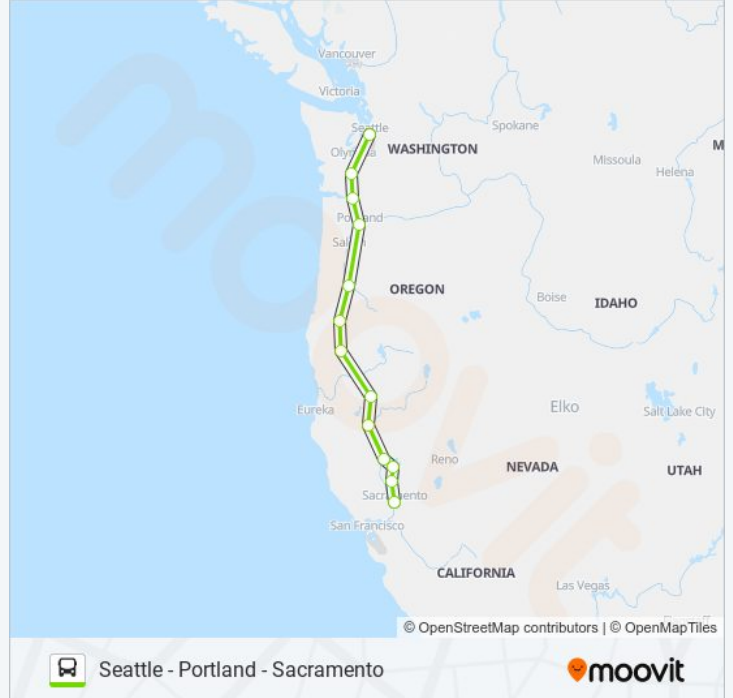 Vancouver
Victoria
Seattle
Spokane
Olympia
WASHINGTON
Missoula
M
Helena
Portland
Salem
OREGON
Boise
IDAHO
Eureka
Elko
Salt Lake City
Reno
NEVADA
UTAH
Sacramento
San Francisco
CALIFORNIA
Las Vegas
moovit
© OpenStreetMap contributors | © OpenMapTiles
Seattle - Portland - Sacramento
moovit